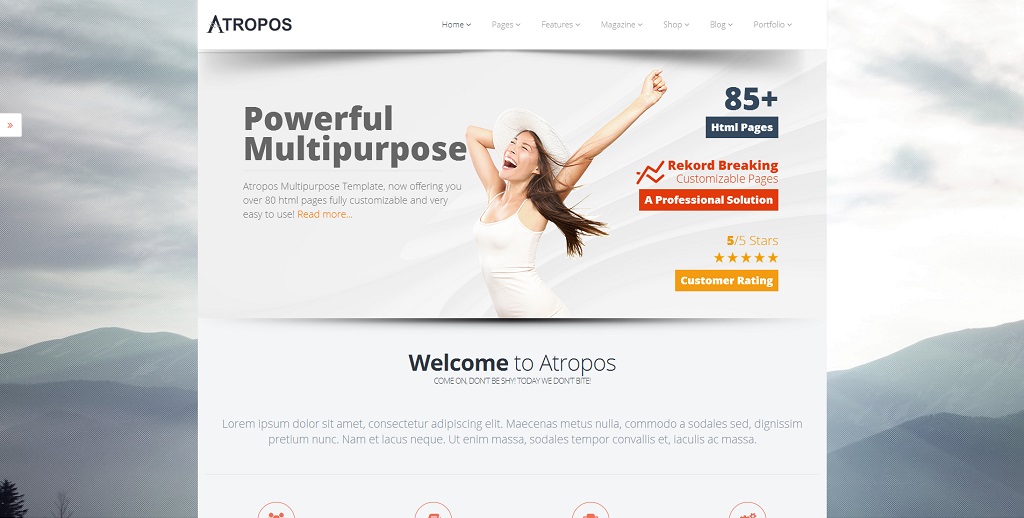 ATROPOS
Home Pages Features Magazine Shop Blog Portfolio
»
Powerful
Multipurpose
Atropos Multipurpose Template, now offering you
over 80 html pages fully customizable and very
easy to use! Read more...
85+
Html Pages
Rekord Breaking
Customizable Pages
A Professional Solution
5/5 Stars
★★★★★
Customer Rating
Welcome to Atropos
COME ON, DON'T BE SHY! TODAY WE DON'T BITE!
Lorem ipsum dolor sit amet, consectetur adipiscing elit. Maecenas metus nulla, commodo a sodales sed, dignissim
pretium nunc. Nam et lacus neque. Ut enim massa, sodales tempor convallis et, iaculis ac massa.